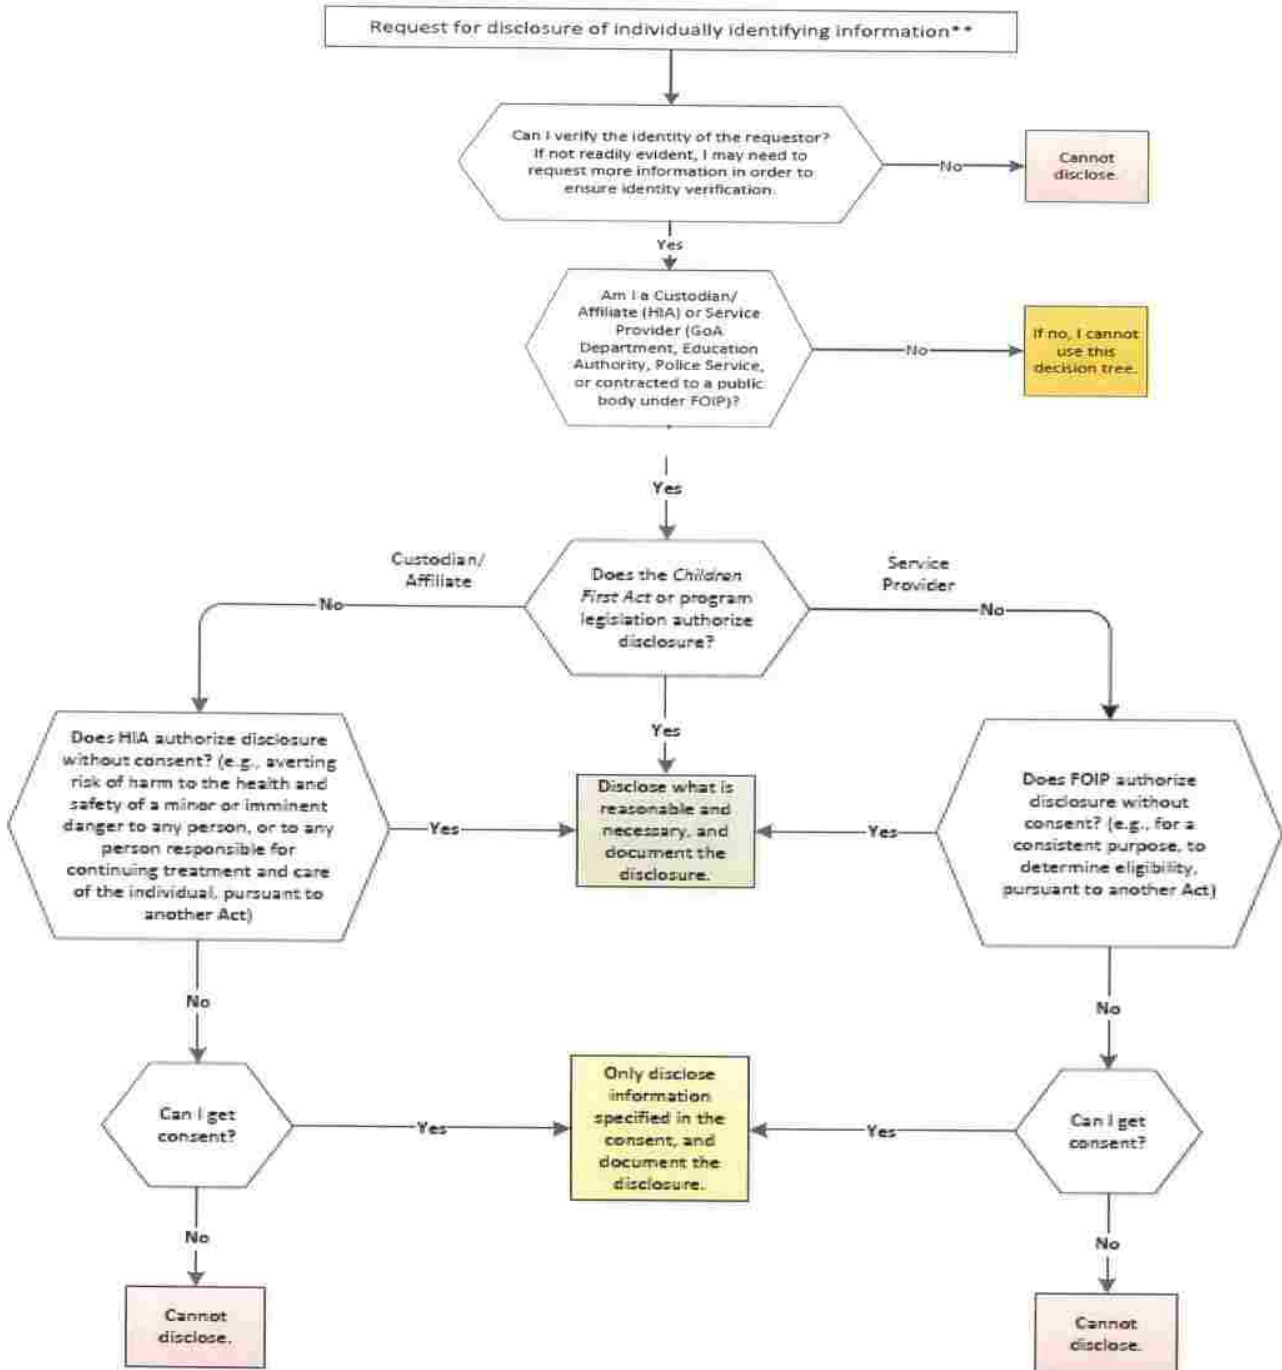 Request for disclosure of individually identifying information**
Can I verify the identity of the requestor?
If not readily evident, I may need to
request more information in order to
ensure identity verification.
No
Cannot
disclose.
Yes
Am I a Custodian/
Affiliate (HIA) or Service
Provider (GoA
Department, Education
Authority, Police Service,
or contracted to a public
body under FOIP)?
No
If no, I cannot
use this
decision tree.
Yes
Custodian/
Affiliate
Does the Children
First Act or program
legislation authorize
disclosure?
Service
Provider
No
No
Yes
Does HIA authorize disclosure
without consent? (e.g., averting
risk of harm to the health and
safety of a minor or imminent
danger to any person, or to any
person responsible for
continuing treatment and care
of the individual, pursuant to
another Act)
Yes
Disclose what is
reasonable and
necessary, and
document the
disclosure.
Yes
Does FOIP authorize
disclosure without
consent? (e.g., for a
consistent purpose, to
determine eligibility,
pursuant to another Act)
No
No
Can I get
consent?
Yes
Only disclose
information
specified in the
consent, and
document the
disclosure.
Yes
Can I get
consent?
No
No
Cannot
disclose.
Cannot
disclose.